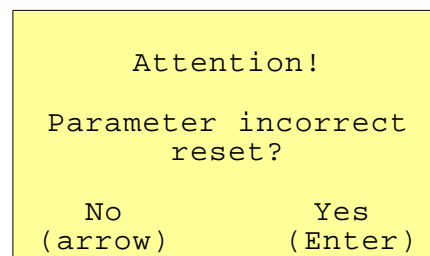 Attention!
Parameter incorrect
reset?
No Yes
(arrow) (Enter)